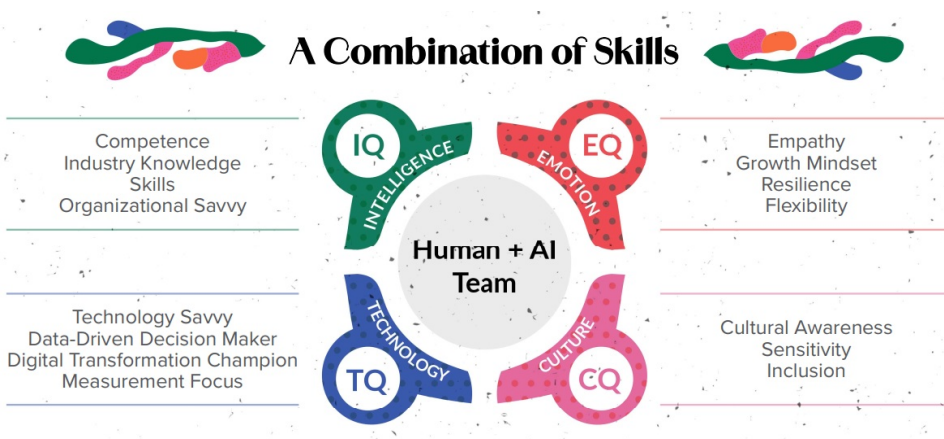 A Combination of Skills
Competence
Industry Knowledge
Skills
Organizational Savvy
IQ
INTELLIGENCE
EQ
EMOTION
Empathy
Growth Mindset
Resilience
Flexibility
Human + AI
Team
Technology Savvy
Data-Driven Decision Maker
Digital Transformation Champion
Measurement Focus
TECHNOLOGY
TQ
CULTURE
CQ
Cultural Awareness
Sensitivity
Inclusion